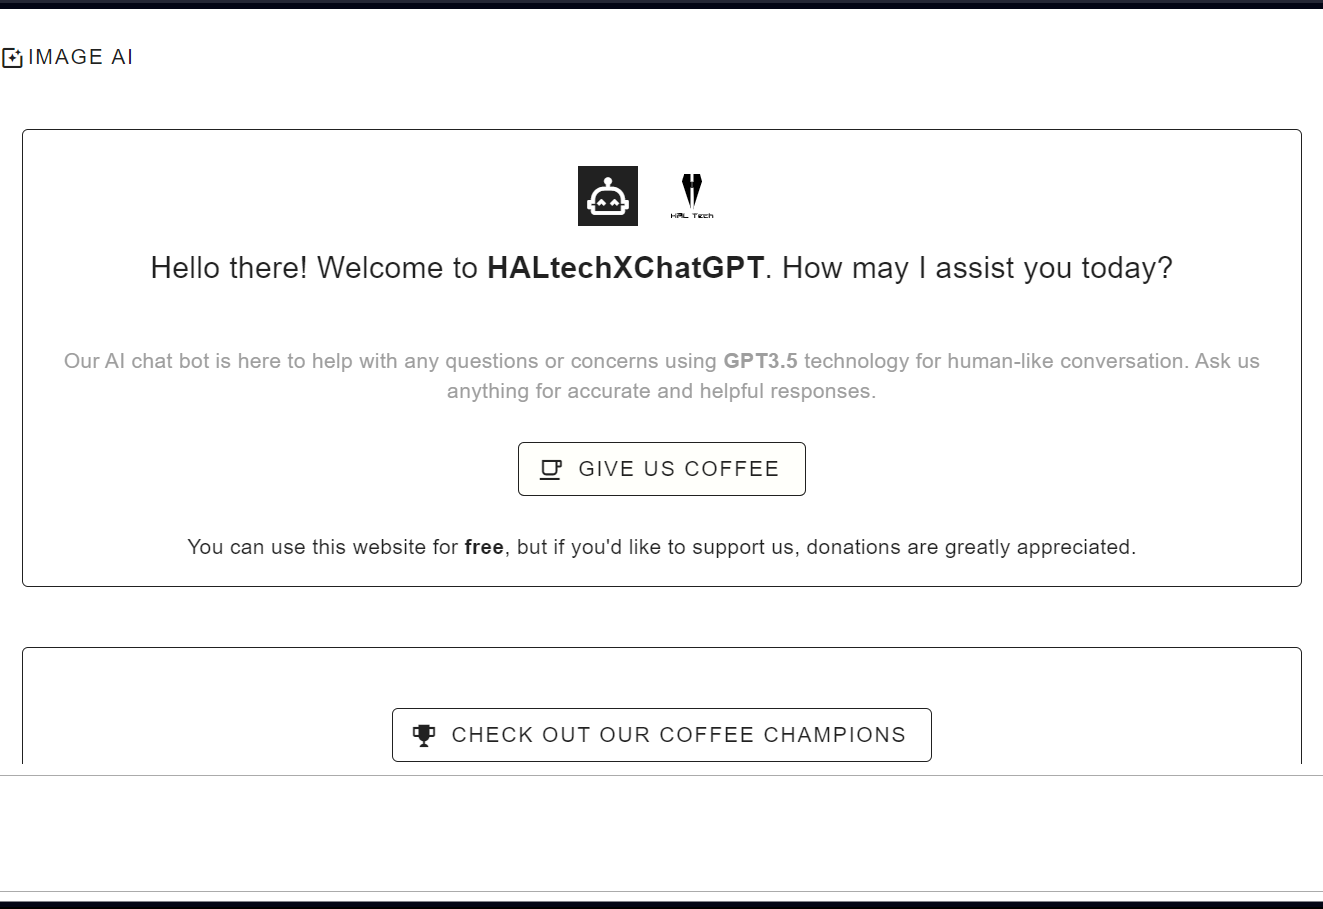 IMAGE AI
HAL Tech
Hello there! Welcome to HALtechXChatGPT. How may I assist you today?
Our AI chat bot is here to help with any questions or concerns using GPT3.5 technology for human-like conversation. Ask us
anything for accurate and helpful responses.
GIVE US COFFEE
You can use this website for free, but if you'd like to support us, donations are greatly appreciated.
CHECK OUT OUR COFFEE CHAMPIONS